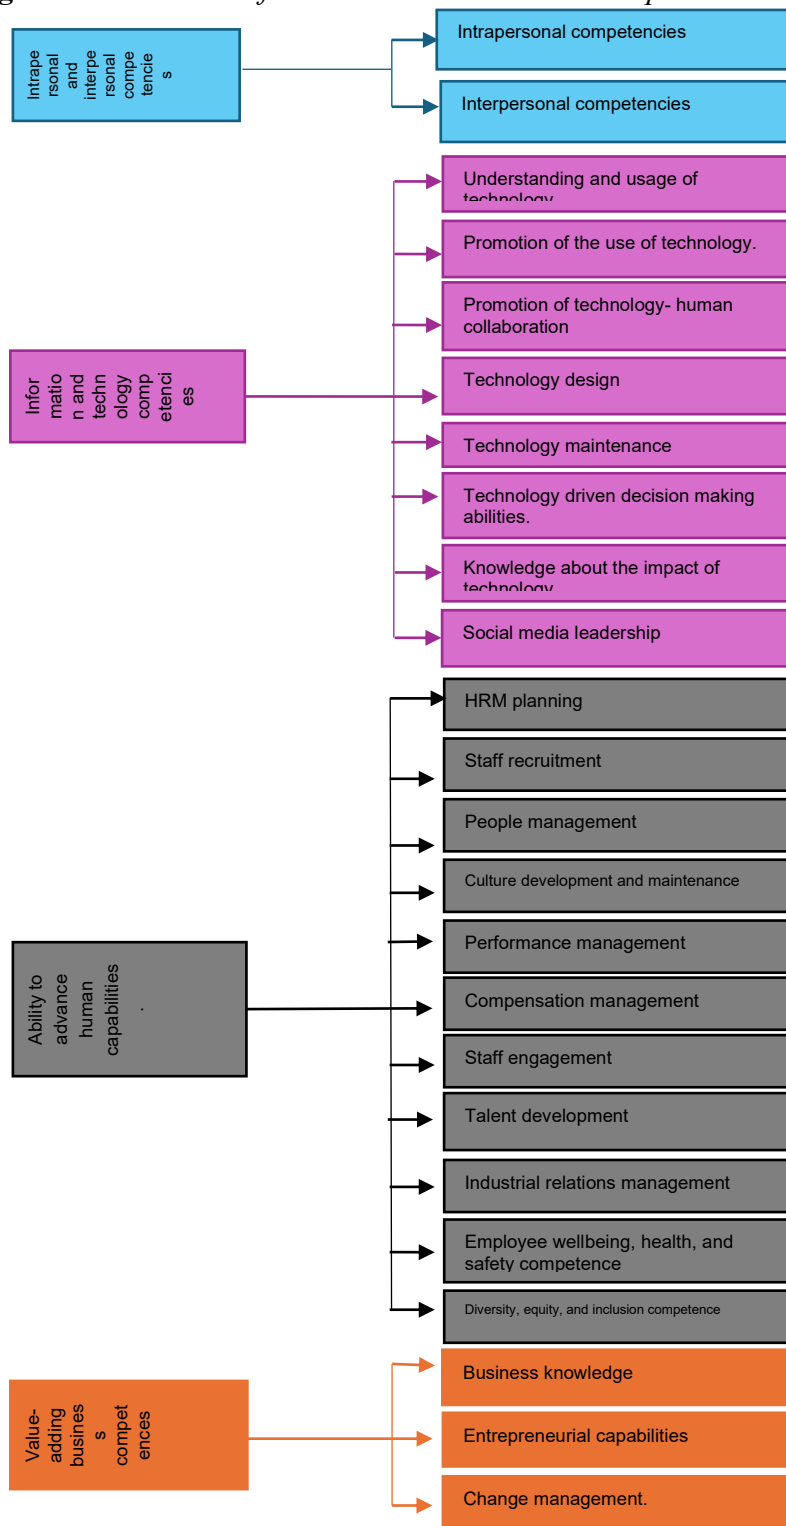 Intrape
rsonal
and
interpe
rsonal
compe
tencie
s
Intrapersonal competencies
Interpersonal competencies
Infor
matio
n and
techn
ology
comp
etenci
es
Understanding and usage of
technology
Promotion of the use of technology.
Promotion of technology- human
collaboration
Technology design
Technology maintenance
Technology driven decision making
abilities.
Knowledge about the impact of
technology
Social media leadership
Ability to
advance
human
capabilities
.
HRM planning
Staff recruitment
People management
Culture development and maintenance
Performance management
Compensation management
Staff engagement
Talent development
Industrial relations management
Employee wellbeing, health, and
safety competence
Diversity, equity, and inclusion competence
Value-
adding
busines
s
compet
ences
Business knowledge
Entrepreneurial capabilities
Change management.